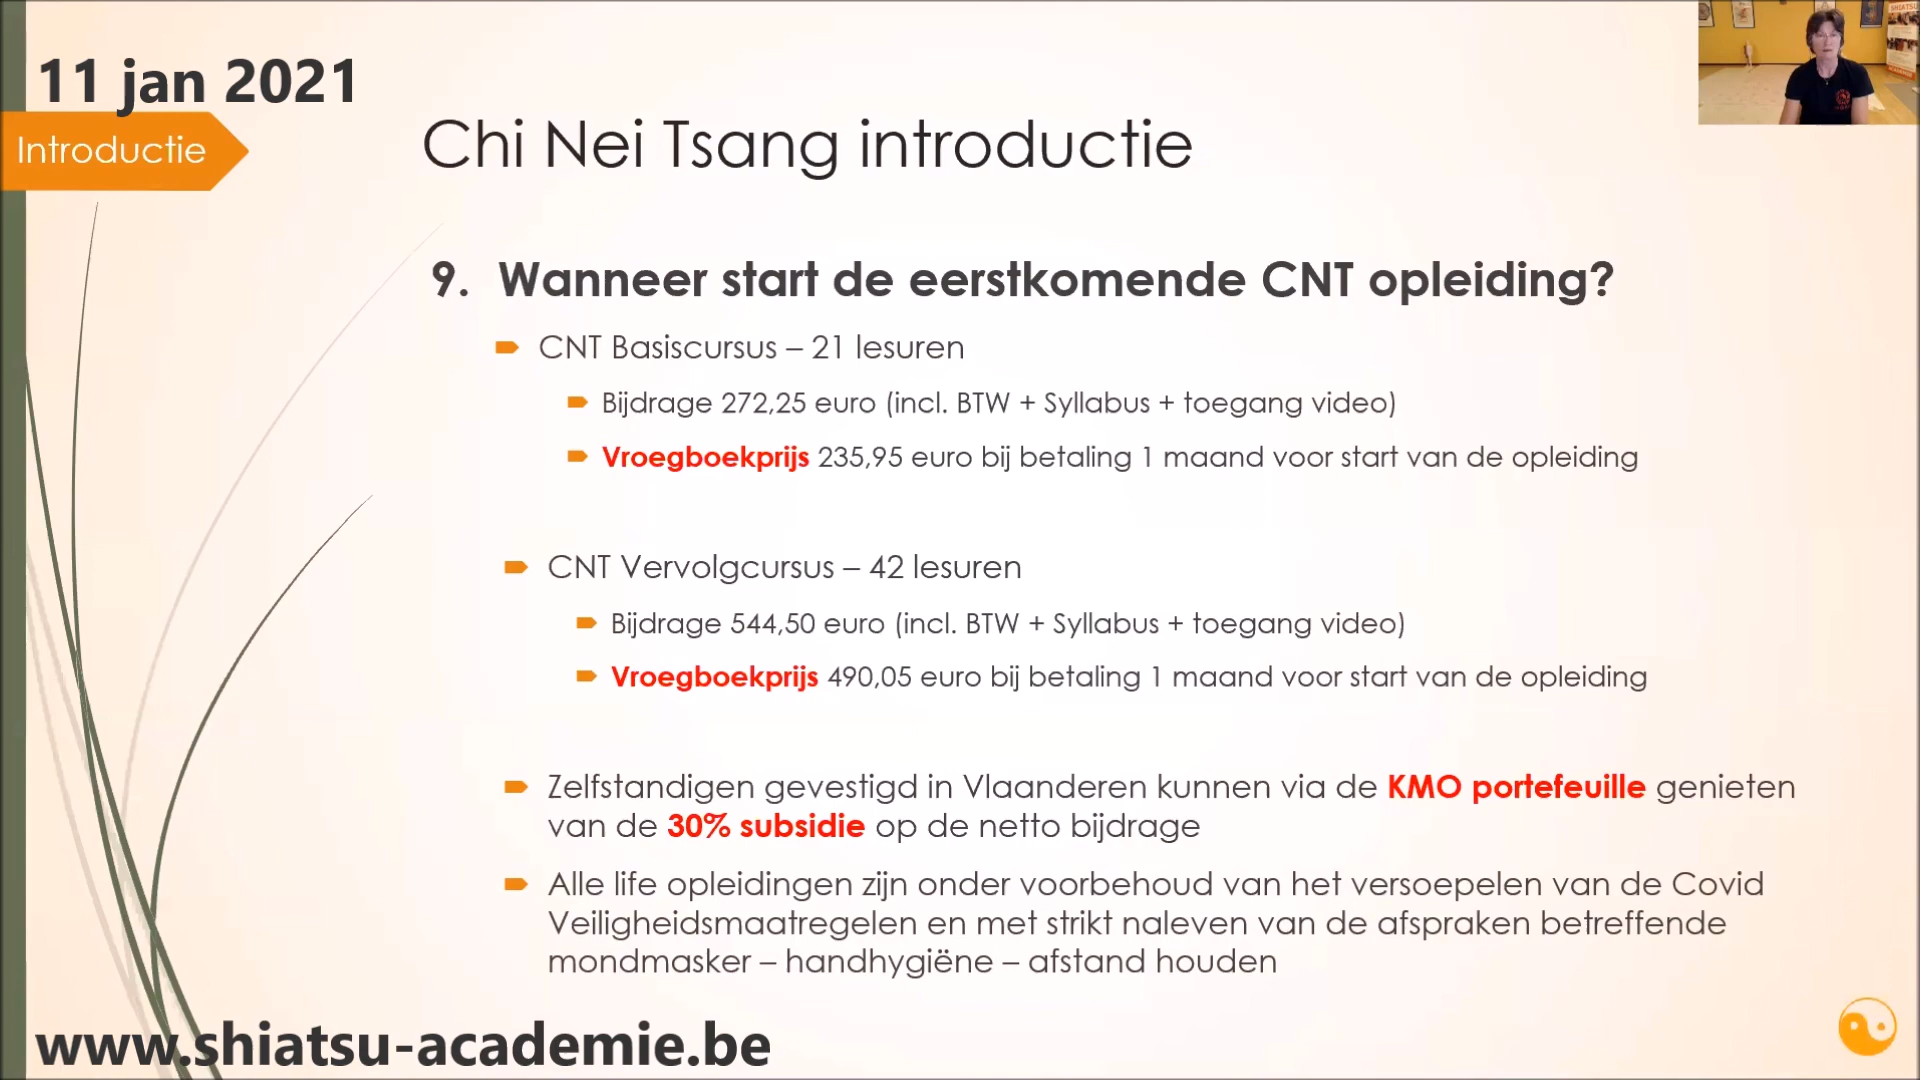 11 jan 2021
Introductie
Chi Nei Tsang introductie
9. Wanneer start de eerstkomende CNT opleiding?
CNT Basiscursus – 21 lesuren
Bijdrage 272,25 euro (incl. BTW + Syllabus + toegang video)
Vroegboekprijs 235,95 euro bij betaling 1 maand voor start van de opleiding
CNT Vervolgcursus – 42 lesuren
Bijdrage 544,50 euro (incl. BTW + Syllabus + toegang video)
Vroegboekprijs 490,05 euro bij betaling 1 maand voor start van de opleiding
Zelfstandigen gevestigd in Vlaanderen kunnen via de KMO portefeuille genieten
van de 30% subsidie op de netto bijdrage
Alle life opleidingen zijn onder voorbehoud van het versoepelen van de Covid
Veiligheidsmaatregelen en met strikt naleven van de afspraken betreffende
mondmasker – handhygiëne – afstand houden
www.shiatsu-academie.be
SHIATSU